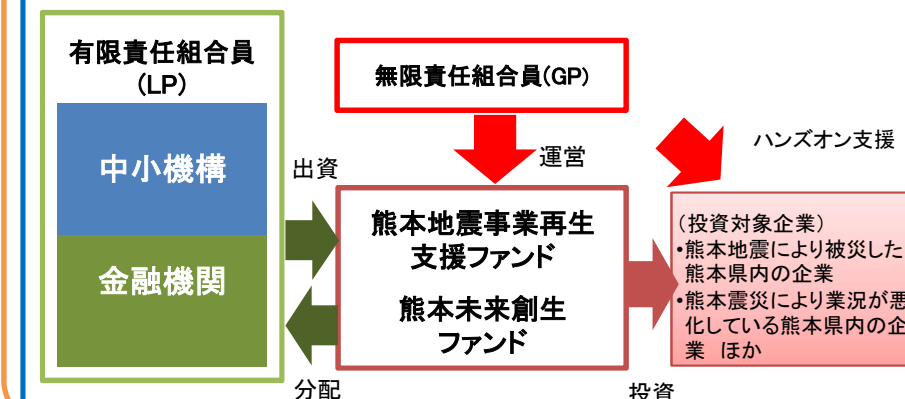 有限責任組合員
(LP)
中小機構
金融機関
出資
分配
無限責任組合員(GP)
運営
熊本地震事業再生
支援ファンド
熊本未来創生
ファンド
ハンズオン支援
投資
（投資対象企業）
•熊本地震により被災した
熊本県内の企業
•熊本震災により業況が悪
化している熊本県内の企
業 ほか